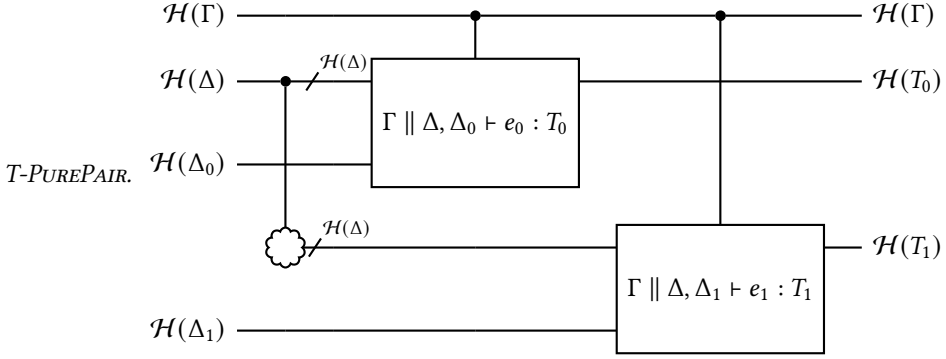 ℋ(Γ) ℋ(Γ)
ℋ(Δ) ℋ(Δ) ℋ(T₀)
Γ ∥ Δ, Δ₀ ⊢ e₀ : T₀
T-PurePair. ℋ(Δ₀)
ℋ(Δ) ℋ(T₁)
Γ ∥ Δ, Δ₁ ⊢ e₁ : T₁
ℋ(Δ₁)